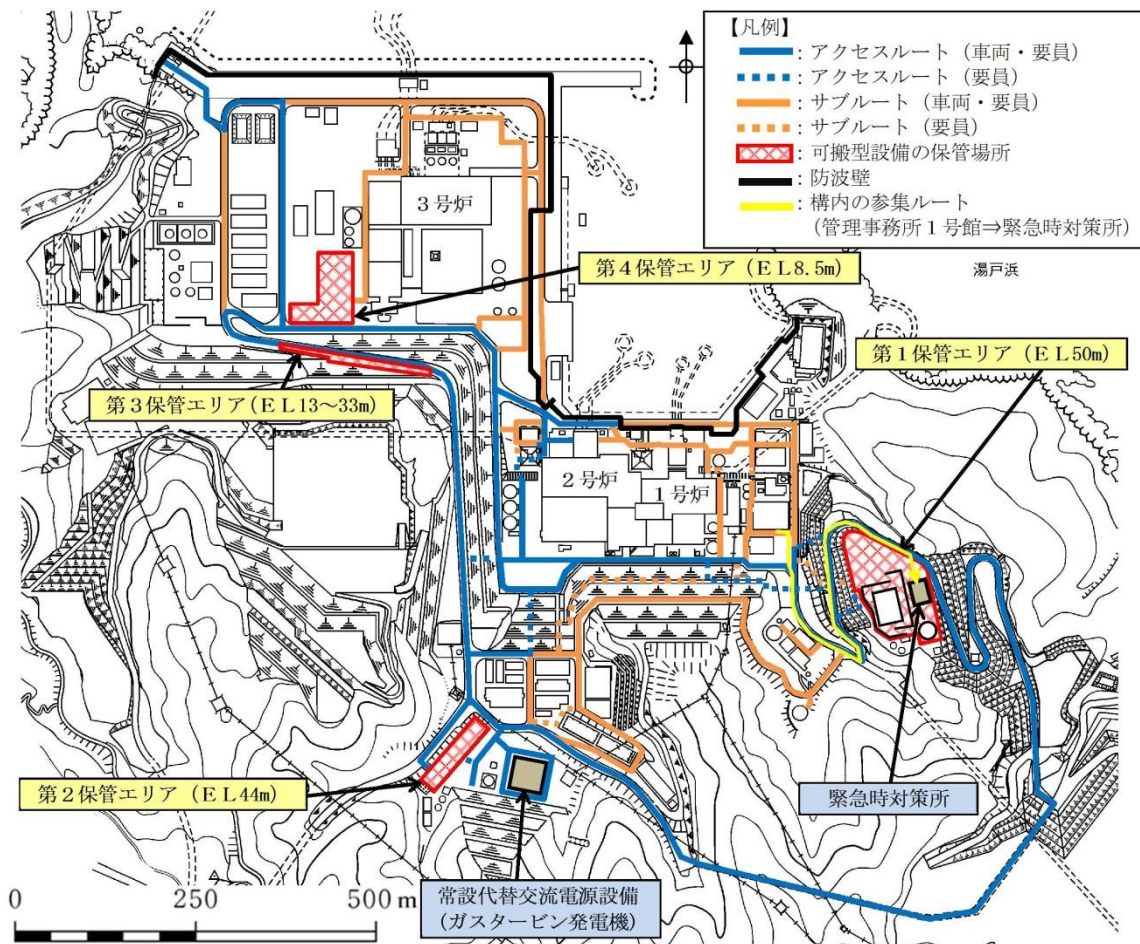 【凡例】
：アクセスルート（車両・要員）
：アクセスルート（要員）
：サブルート（車両・要員）
：サブルート（要員）
：可搬型設備の保管場所
：防波壁
：構内の参集ルート
（管理事務所１号館⇒緊急時対策所）
３号炉
第４保管エリア（ＥＬ8.5m）
湯戸浜
第１保管エリア（ＥＬ50m）
第３保管エリア(ＥＬ13～33m)
２号炉
１号炉
第２保管エリア（ＥＬ44m）
緊急時対策所
常設代替交流電源設備
(ガスタービン発電機)
0 250 500 m